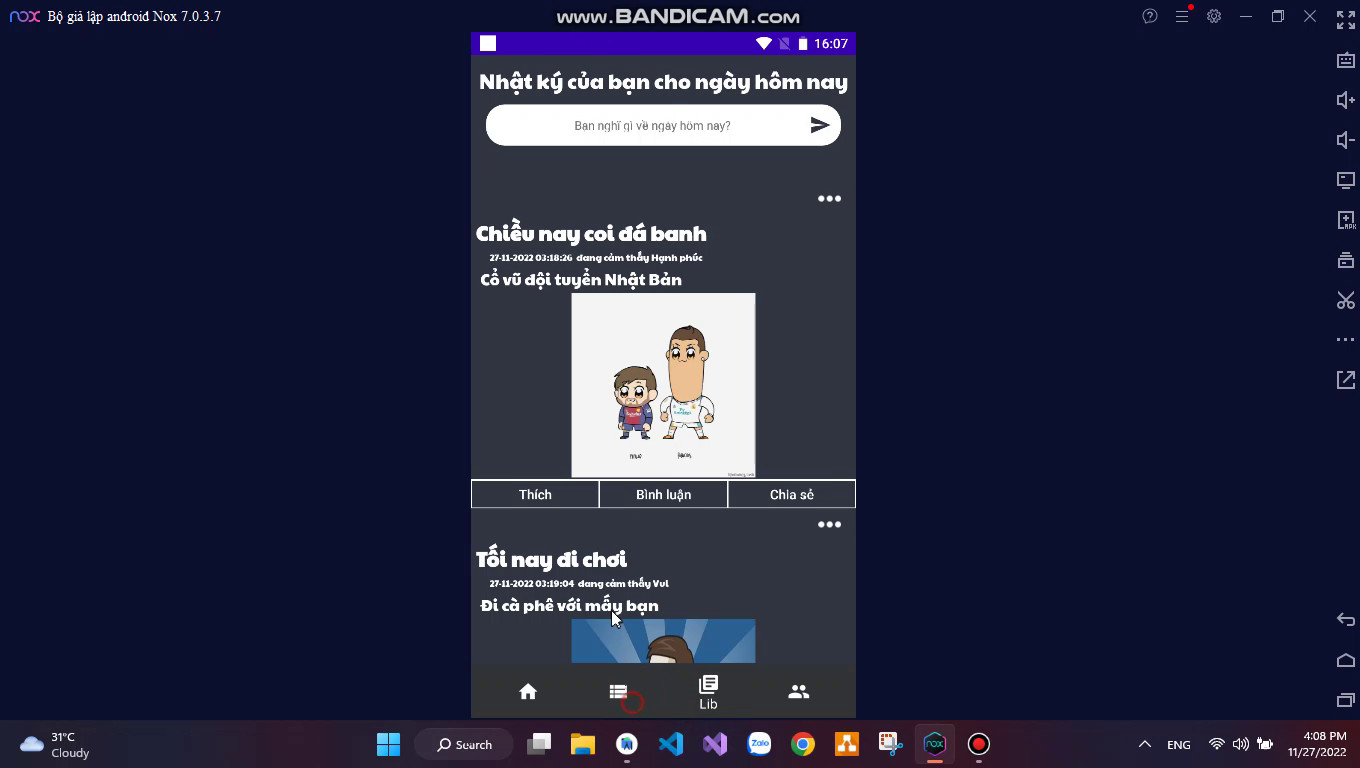 nox Bộ giả lập android Nox 7.0.3.7
www.BANDICAM.com
16:07
Nhật ký của bạn cho ngày hôm nay
Bạn nghĩ gì về ngày hôm nay?
Chiều nay coi đá banh
27-11-2022 03:18:26 đang cảm thấy Hạnh phúc
Cổ vũ đội tuyển Nhật Bản
Thích Bình luận Chia sẻ
Tối nay đi chơi
27-11-2022 03:19:04 đang cảm thấy Vui
Đi cà phê với mấy bạn
Lib
31°C
Cloudy
Search
Zalo
nox
ENG
4:08 PM
11/27/2022